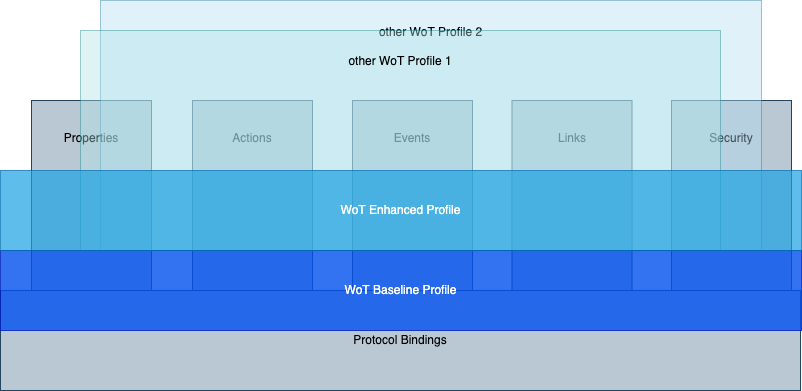 other WoT Profile 2
other WoT Profile 1
Properties
Actions
Events
Links
Security
WoT Enhanced Profile
WoT Baseline Profile
Protocol Bindings